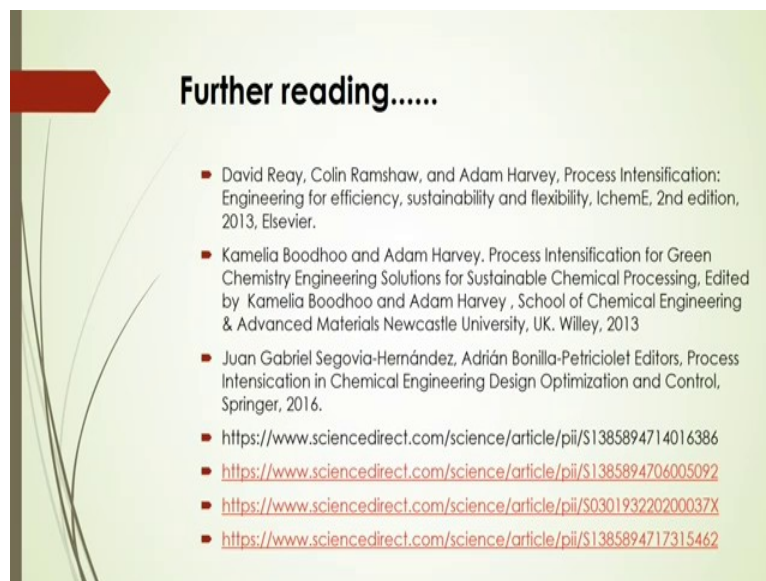 Further reading......
David Reay, Colin Ramshaw, and Adam Harvey, Process Intensification:
Engineering for efficiency, sustainability and flexibility, IchemE, 2nd edition,
2013, Elsevier.
Kamelia Boodhoo and Adam Harvey. Process Intensification for Green
Chemistry Engineering Solutions for Sustainable Chemical Processing, Edited
by Kamelia Boodhoo and Adam Harvey , School of Chemical Engineering
& Advanced Materials Newcastle University, UK. Willey, 2013
Juan Gabriel Segovia-Hernández, Adrián Bonilla-Petriciolet Editors, Process
Intensication in Chemical Engineering Design Optimization and Control,
Springer, 2016.
https://www.sciencedirect.com/science/article/pii/S1385894714016386
https://www.sciencedirect.com/science/article/pii/S1385894706005092
https://www.sciencedirect.com/science/article/pii/S030193220200037X
https://www.sciencedirect.com/science/article/pii/S1385894717315462